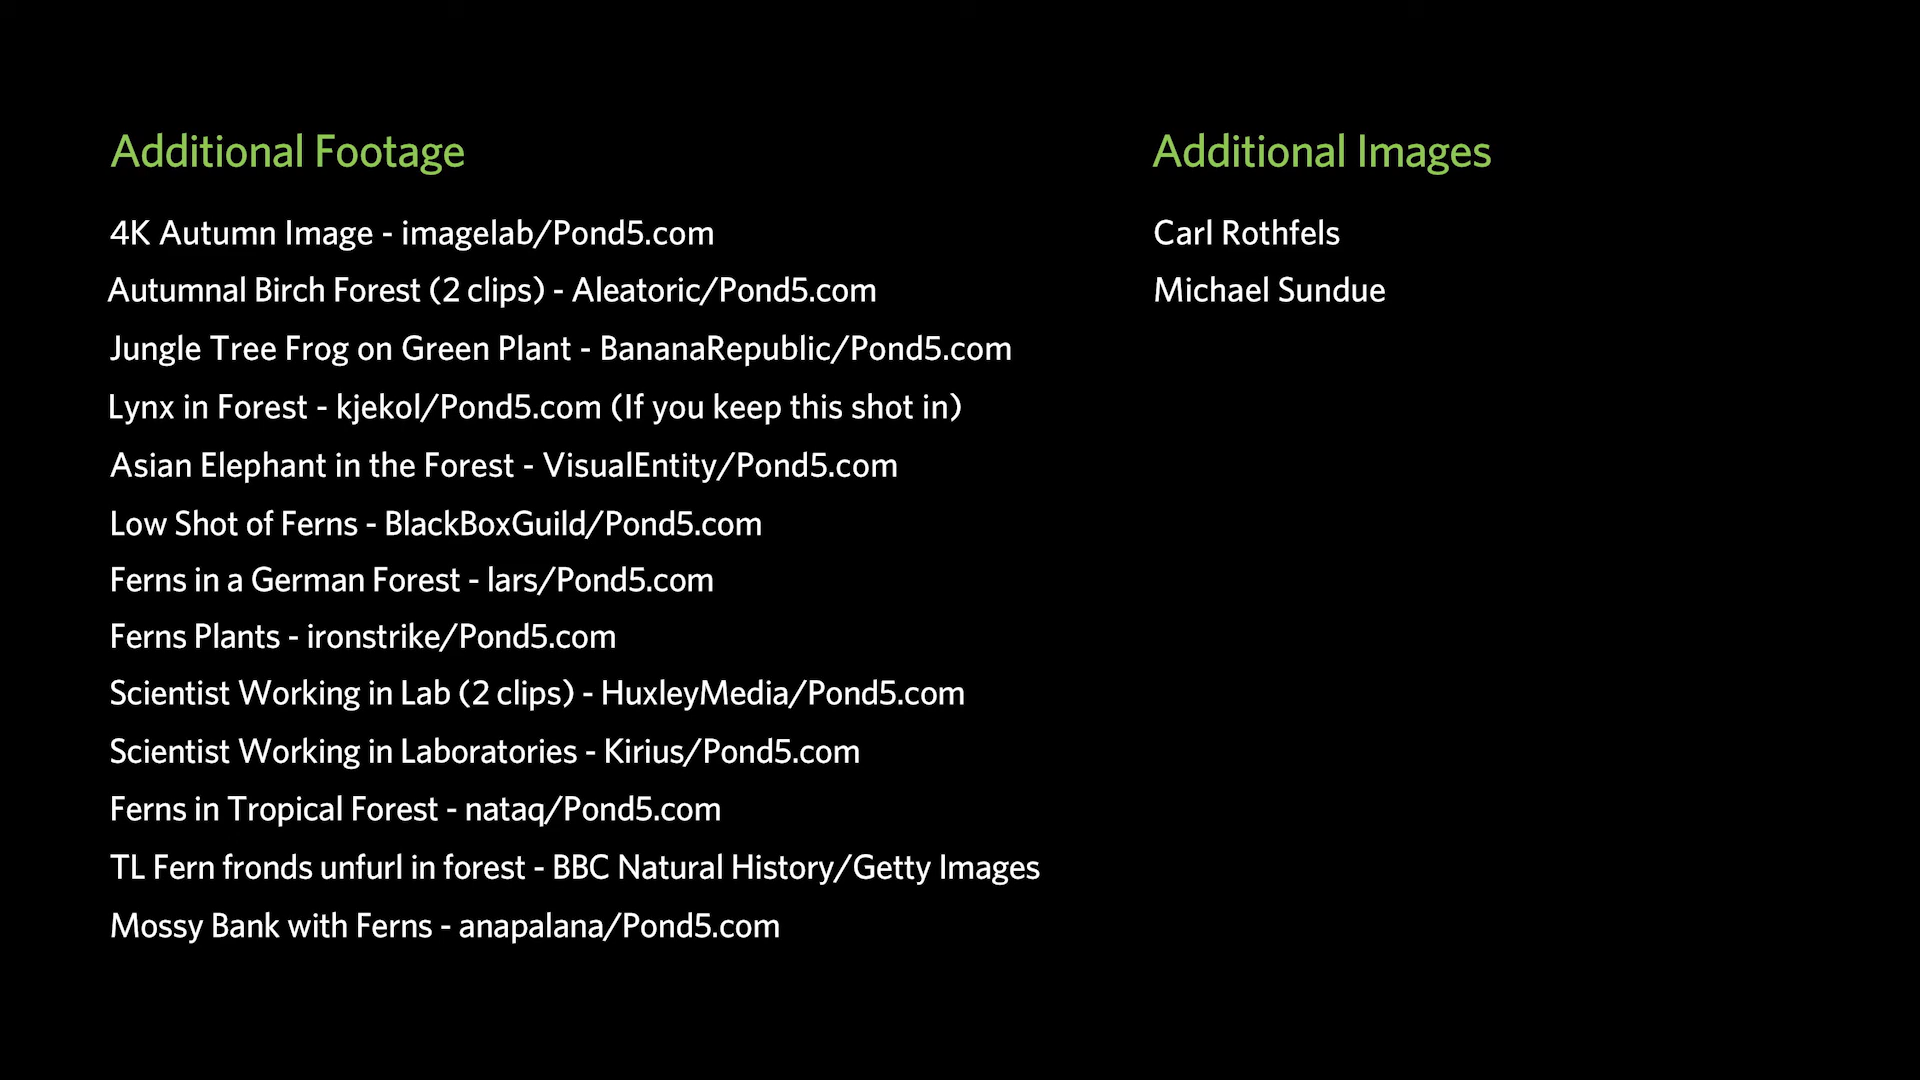 Additional Footage
4K Autumn Image - imagelab/Pond5.com
Autumnal Birch Forest (2 clips) - Aleatoric/Pond5.com
Jungle Tree Frog on Green Plant - BananaRepublic/Pond5.com
Lynx in Forest - kjekol/Pond5.com (If you keep this shot in)
Asian Elephant in the Forest - VisualEntity/Pond5.com
Low Shot of Ferns - BlackBoxGuild/Pond5.com
Ferns in a German Forest - lars/Pond5.com
Ferns Plants - ironstrike/Pond5.com
Scientist Working in Lab (2 clips) - HuxleyMedia/Pond5.com
Scientist Working in Laboratories - Kirius/Pond5.com
Ferns in Tropical Forest - nataq/Pond5.com
TL Fern fronds unfurl in forest - BBC Natural History/Getty Images
Mossy Bank with Ferns - anapalana/Pond5.com
Additional Images
Carl Rothfels
Michael Sundue